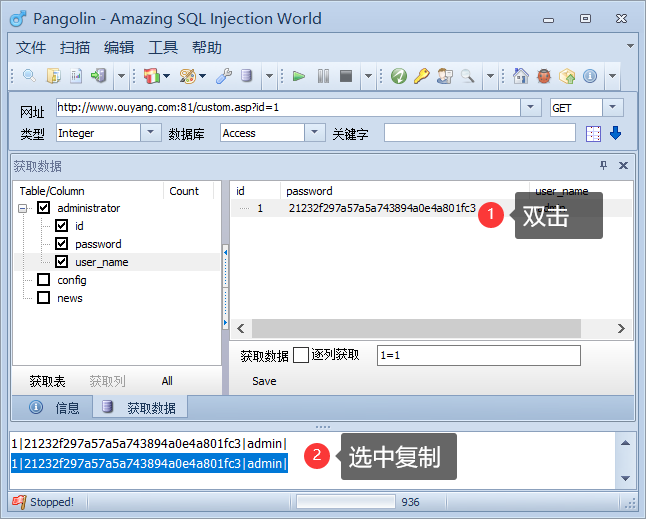 Pangolin - Amazing SQL Injection World
文件 扫描 编辑 工具 帮助
网址 http://www.ouyang.com:81/custom.asp?id=1 GET
类型 Integer 数据库 Access 关键字
获取数据
Table/Column Count
administrator
id
password
user_name
config
news
获取表 获取列 All
id password user_name
1 21232f297a57a5a743894a0e4a801fc3
1 双击
获取数据 逐列获取 1=1
Save
信息 获取数据
1|21232f297a57a5a743894a0e4a801fc3|admin|
1|21232f297a57a5a743894a0e4a801fc3|admin|
2 选中复制
Stopped! 936